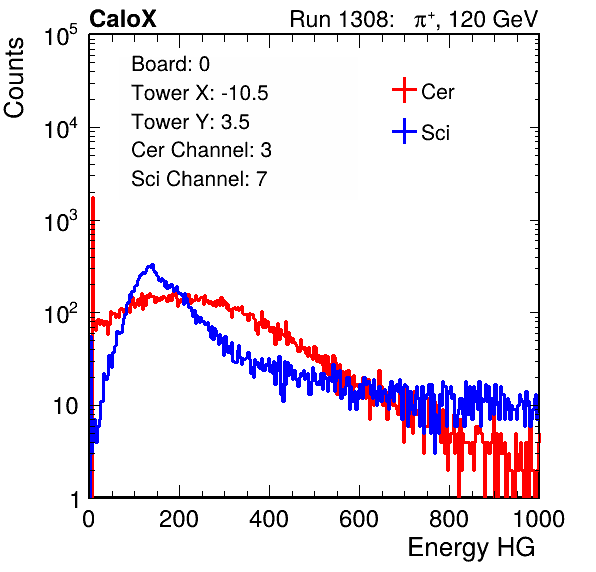 CaloX Run 1308: π⁺, 120 GeV
Counts
10⁵
10⁴
10³
10²
10
1
Board: 0
Tower X: -10.5
Tower Y: 3.5
Cer Channel: 3
Sci Channel: 7
Cer
Sci
0 200 400 600 800 1000
Energy HG